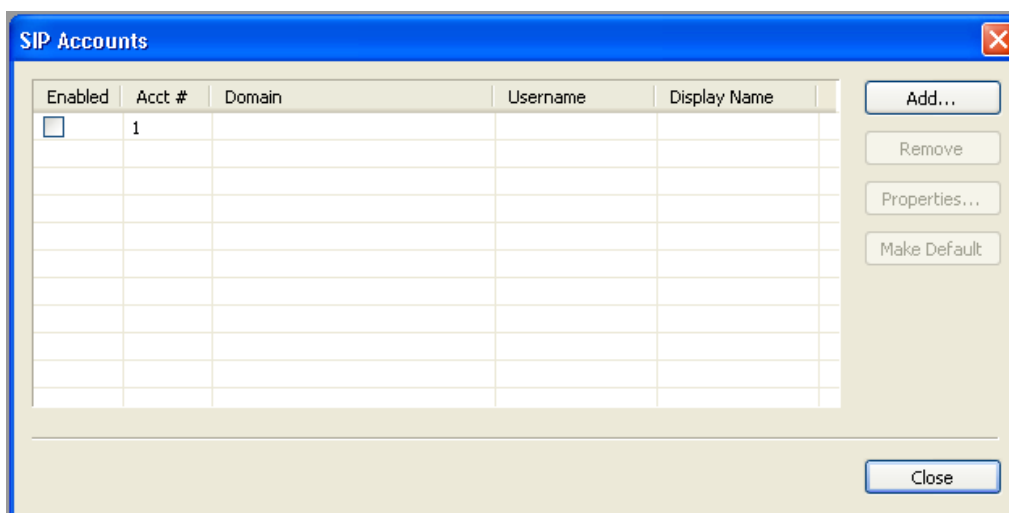 SIP Accounts
Enabled Acct # Domain Username Display Name
1
Add...
Remove
Properties...
Make Default
Close